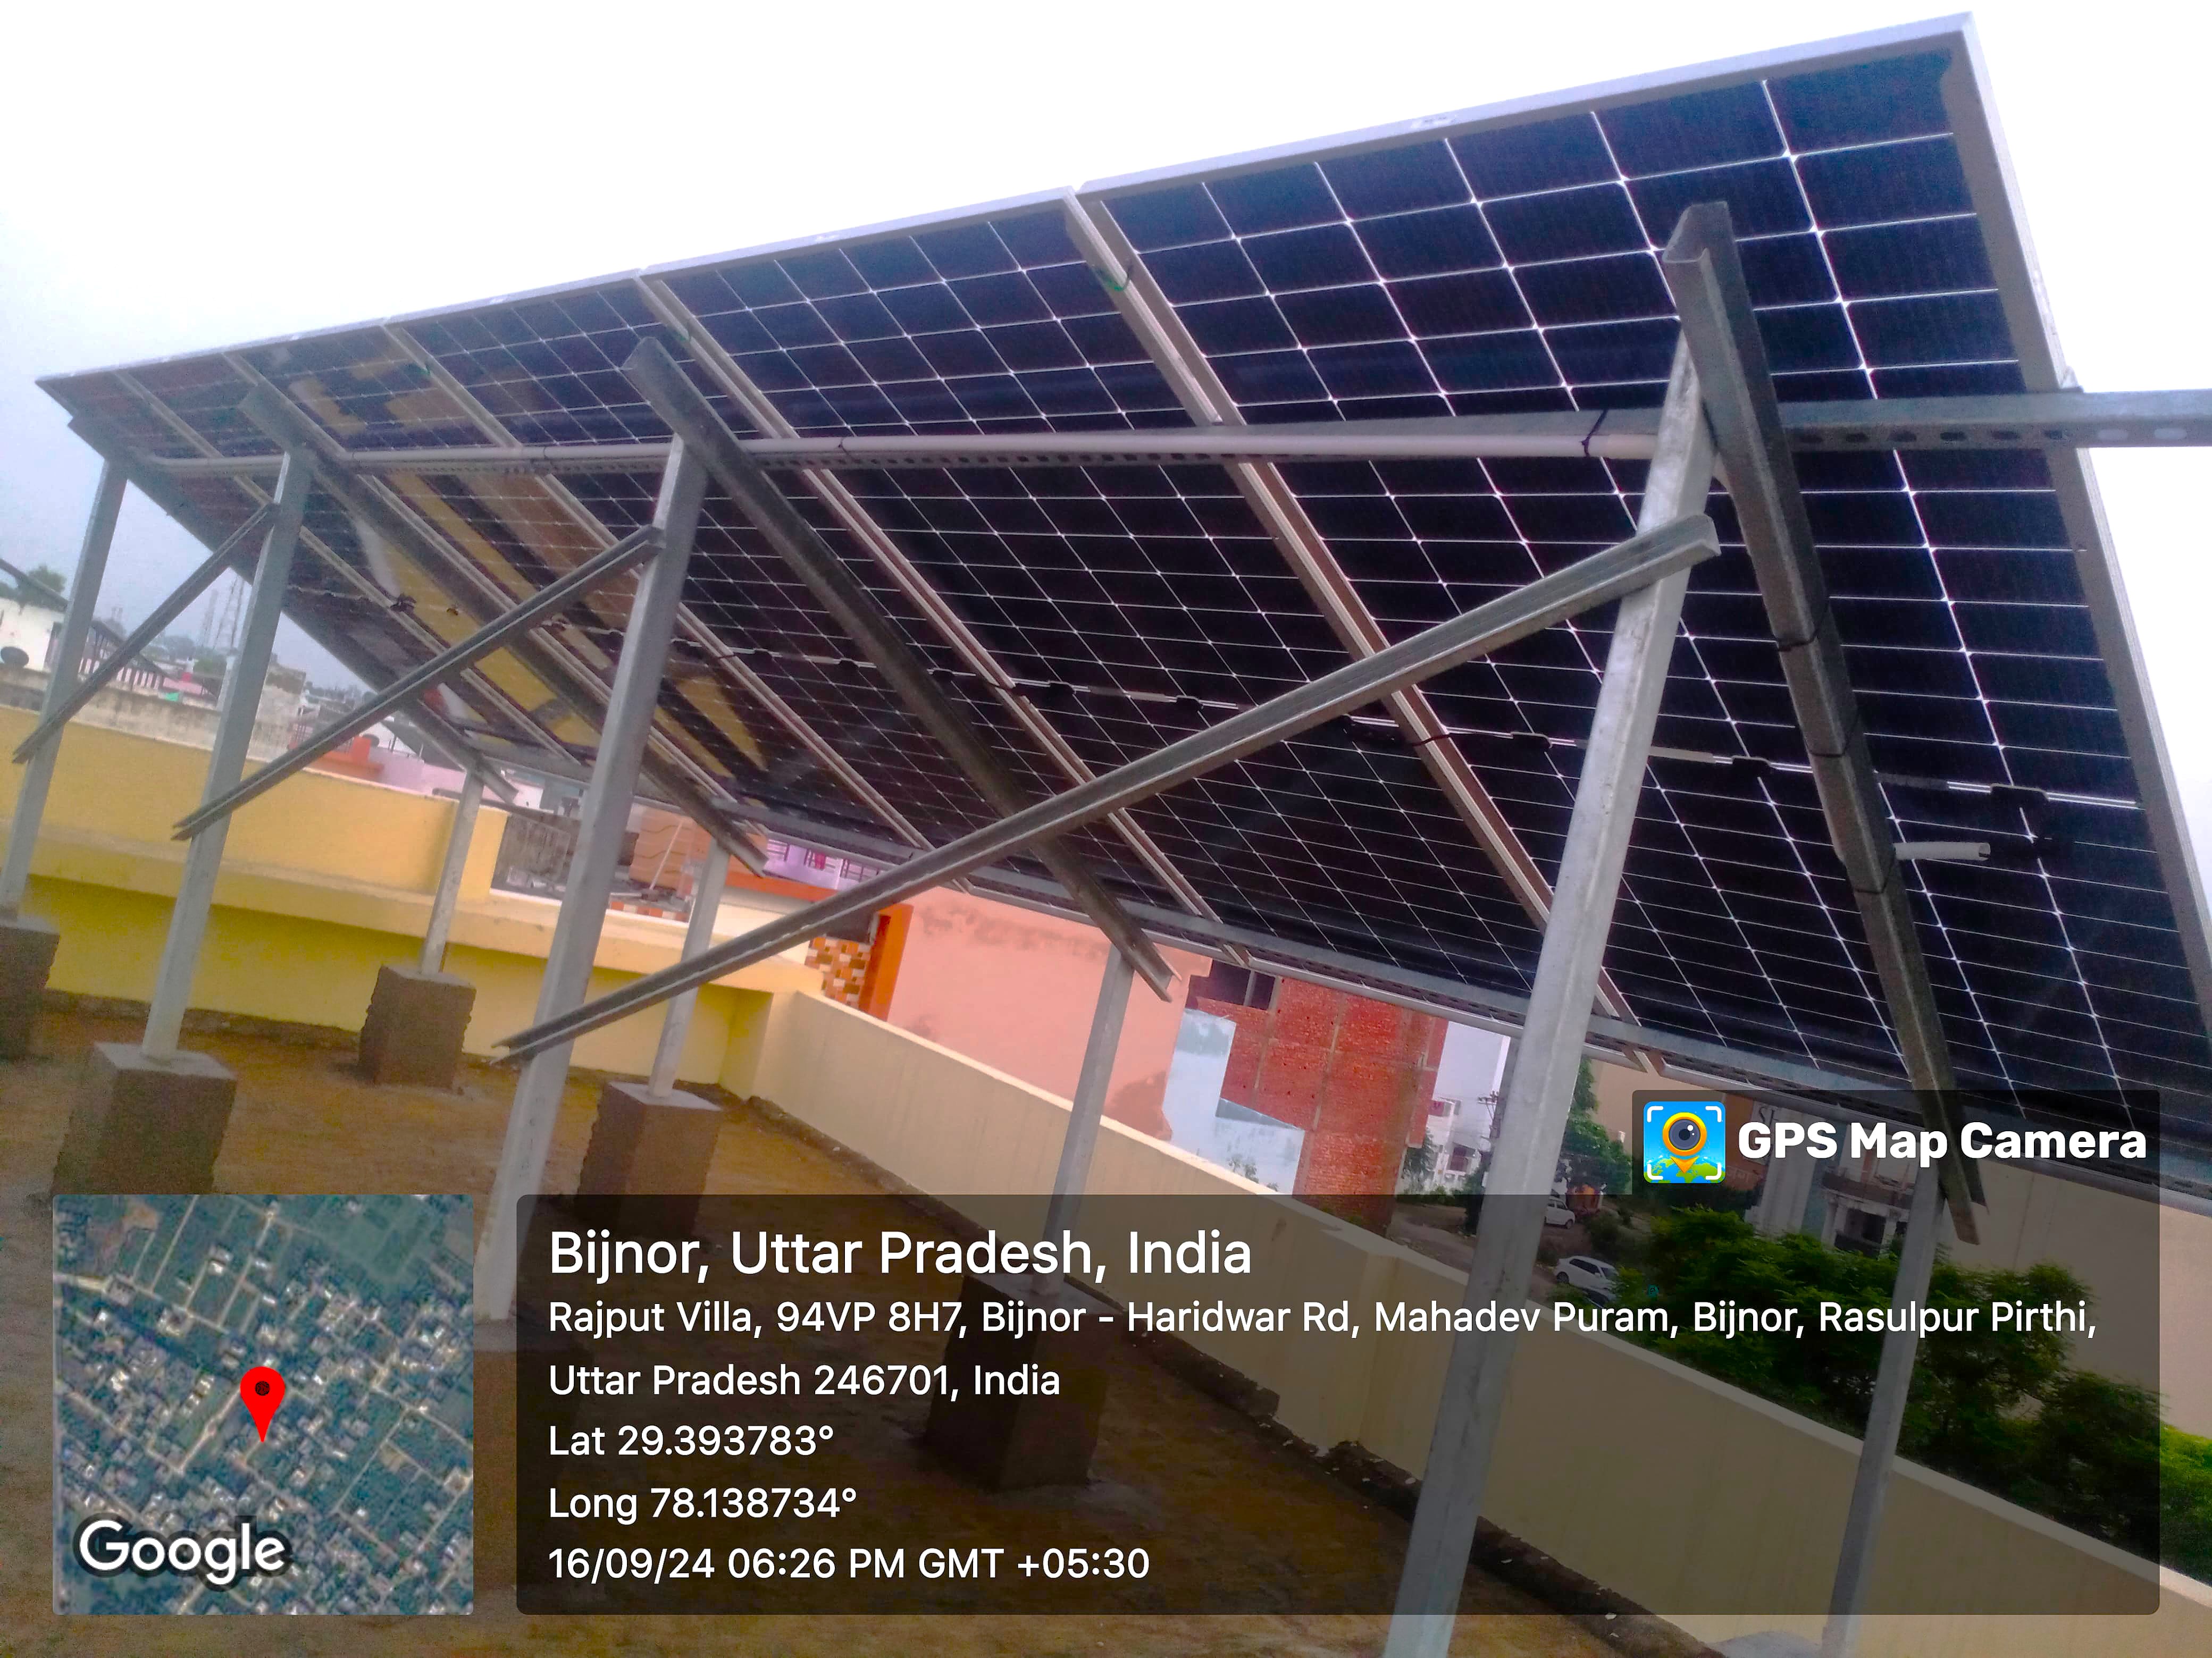 GPS Map Camera
Bijnor, Uttar Pradesh, India
Rajput Villa, 94VP 8H7, Bijnor - Haridwar Rd, Mahadev Puram, Bijnor, Rasulpur Pirthi,
Uttar Pradesh 246701, India
Lat 29.393783°
Long 78.138734°
16/09/24 06:26 PM GMT +05:30
Google